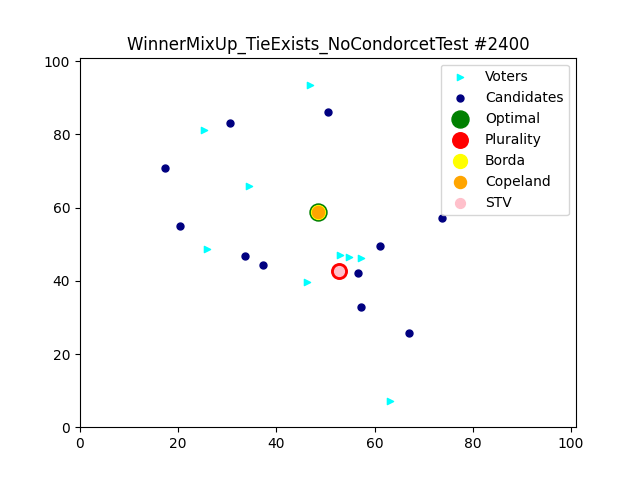 WinnerMixUp_TieExists_NoCondorcetTest #2400
100
80
60
40
20
0
0
20
40
60
80
100
Voters
Candidates
Optimal
Plurality
Borda
Copeland
STV